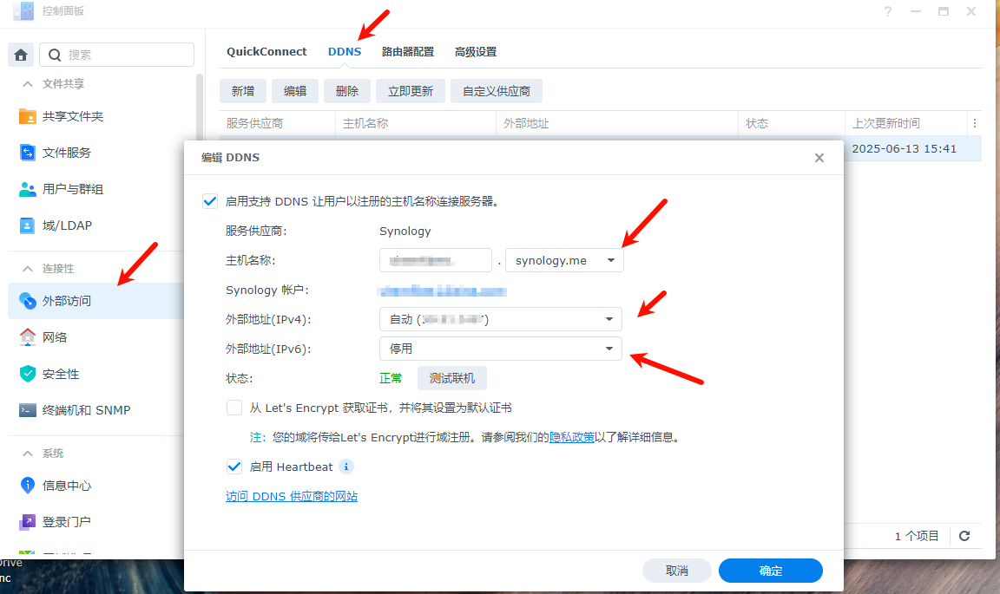 控制面板
?
搜索
文件共享
共享文件夹
文件服务
用户与群组
域/LDAP
连接性
外部访问
网络
安全性
终端机和 SNMP
系统
信息中心
登录门户
QuickConnect DDNS 路由器配置 高级设置
新增 编辑 删除 立即更新 自定义供应商
服务供应商 主机名称 外部地址 状态 上次更新时间
2025-06-13 15:41
编辑 DDNS
启用支持 DDNS 让用户以注册的主机名称连接服务器。
服务供应商: Synology
主机名称: . synology.me
Synology 帐户:
外部地址(IPv4): 自动 ( )
外部地址(IPv6): 停用
状态: 正常 测试联机
从 Let's Encrypt 获取证书，并将其设置为默认证书
注: 您的域将传给Let's Encrypt进行域注册。请参阅我们的隐私政策以了解详细信息。
启用 Heartbeat i
访问 DDNS 供应商的网站
1 个项目
取消 确定
Drive